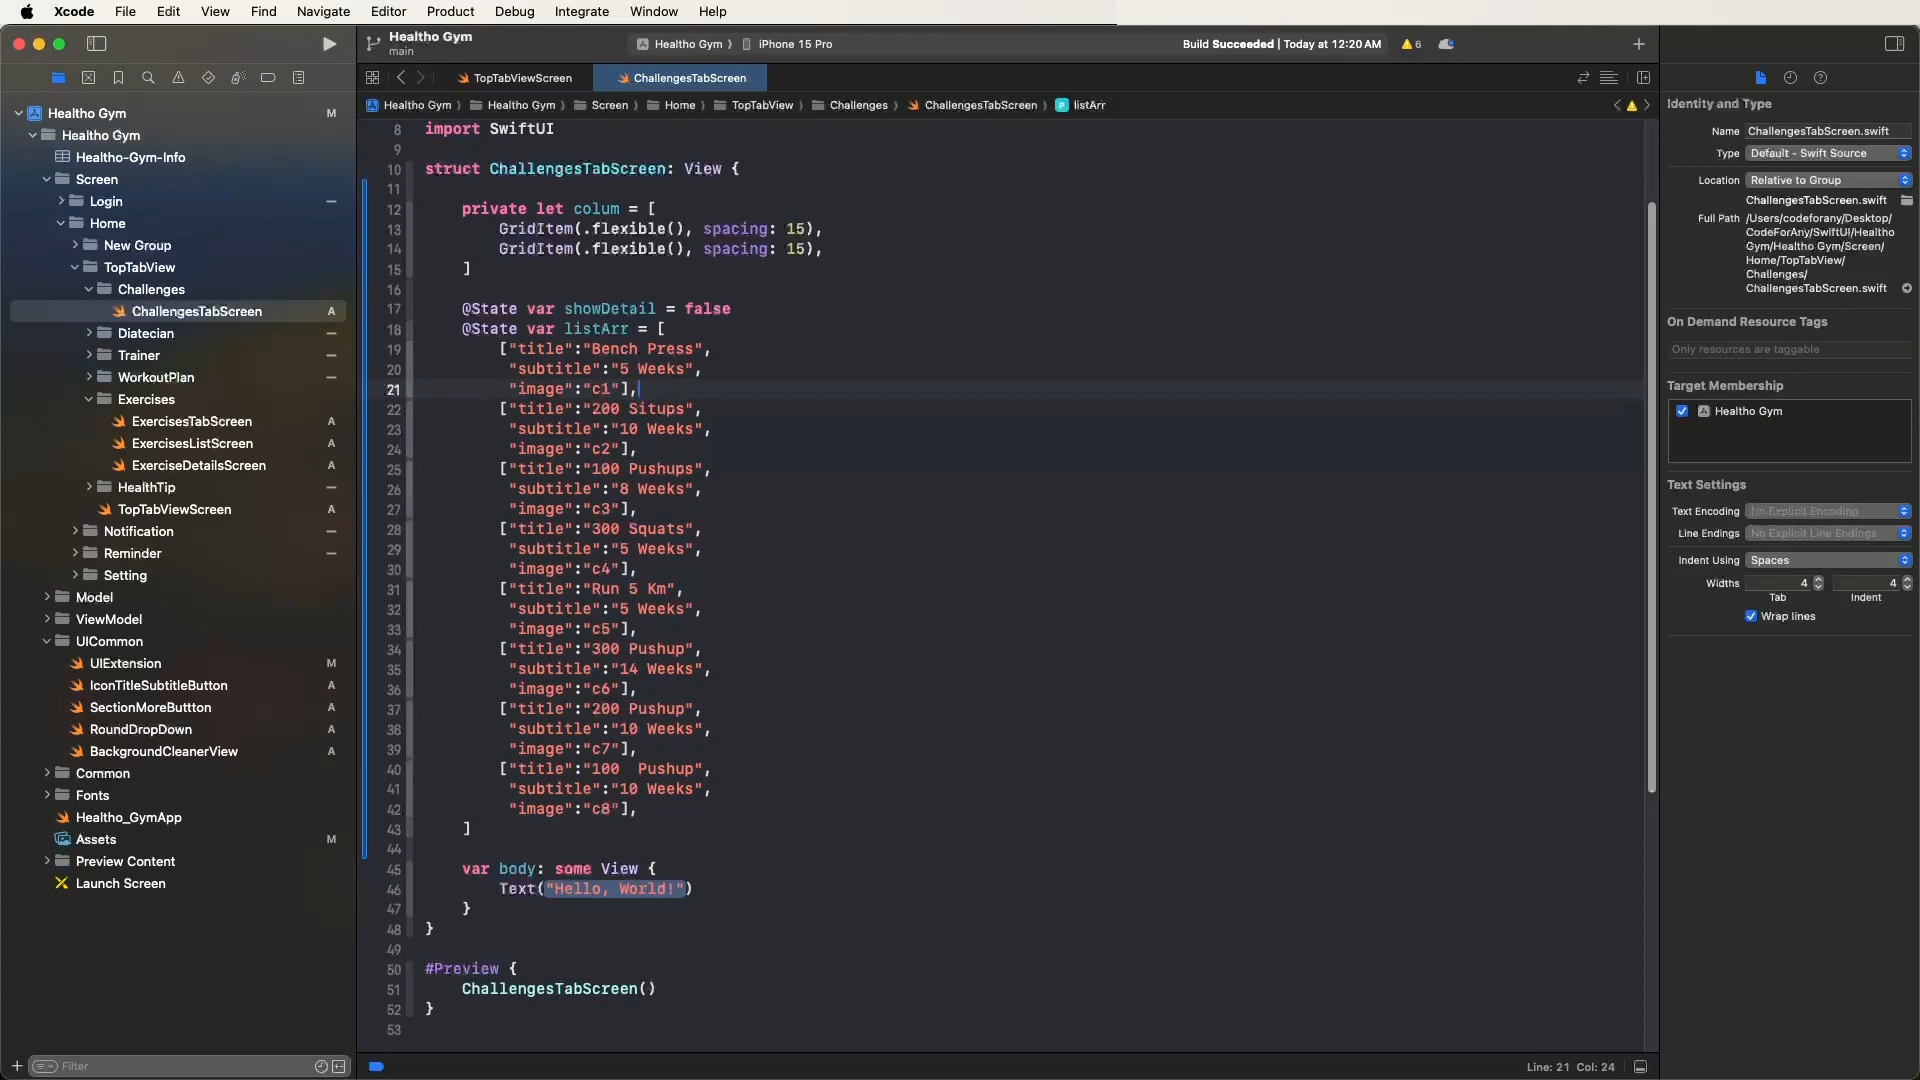 Xcode File Edit View Find Navigate Editor Product Debug Integrate Window Help
Healtho Gym
main
Healtho Gym iPhone 15 Pro
Build Succeeded | Today at 12:20 AM 6
TopTabViewScreen ChallengesTabScreen
Healtho Gym Healtho Gym Screen Home TopTabView Challenges ChallengesTabScreen listArr
Healtho Gym M
Healtho Gym
Healtho-Gym-Info
Screen
Login
Home
New Group
TopTabView
Challenges
ChallengesTabScreen A
Diatecian
Trainer
WorkoutPlan
Exercises
ExercisesTabScreen A
ExercisesListScreen A
ExerciseDetailsScreen A
HealthTip
TopTabViewScreen A
Notification
Reminder
Setting
Model
ViewModel
UICommon
UIExtension M
IconTitleSubtitleButton A
SectionMoreButtton A
RoundDropDown A
BackgroundCleanerView A
Common
Fonts
Healtho_GymApp
Assets M
Preview Content
Launch Screen
Filter
8 import SwiftUI
9
10 struct ChallengesTabScreen: View {
11
12 private let colum = [
13 GridItem(.flexible(), spacing: 15),
14 GridItem(.flexible(), spacing: 15),
15 ]
16
17 @State var showDetail = false
18 @State var listArr = [
19 ["title":"Bench Press",
20 "subtitle":"5 Weeks",
21 "image":"c1"],
22 ["title":"200 Situps",
23 "subtitle":"10 Weeks",
24 "image":"c2"],
25 ["title":"100 Pushups",
26 "subtitle":"8 Weeks",
27 "image":"c3"],
28 ["title":"300 Squats",
29 "subtitle":"5 Weeks",
30 "image":"c4"],
31 ["title":"Run 5 Km",
32 "subtitle":"5 Weeks",
33 "image":"c5"],
34 ["title":"300 Pushup",
35 "subtitle":"14 Weeks",
36 "image":"c6"],
37 ["title":"200 Pushup",
38 "subtitle":"10 Weeks",
39 "image":"c7"],
40 ["title":"100  Pushup",
41 "subtitle":"10 Weeks",
42 "image":"c8"],
43 ]
44
45 var body: some View {
46 Text("Hello, World!")
47 }
48 }
49
50 #Preview {
51 ChallengesTabScreen()
52 }
53
Line: 21 Col: 24
Identity and Type
Name ChallengesTabScreen.swift
Type Default - Swift Source
Location Relative to Group
ChallengesTabScreen.swift
Full Path /Users/codeforany/Desktop/
CodeForAny/SwiftUI/Healtho
Gym/Healtho Gym/Screen/
Home/TopTabView/
Challenges/
ChallengesTabScreen.swift
On Demand Resource Tags
Only resources are taggable
Target Membership
Healtho Gym
Text Settings
Text Encoding No Explicit Encoding
Line Endings No Explicit Line Endings
Indent Using Spaces
Widths 4 4
Tab Indent
Wrap lines